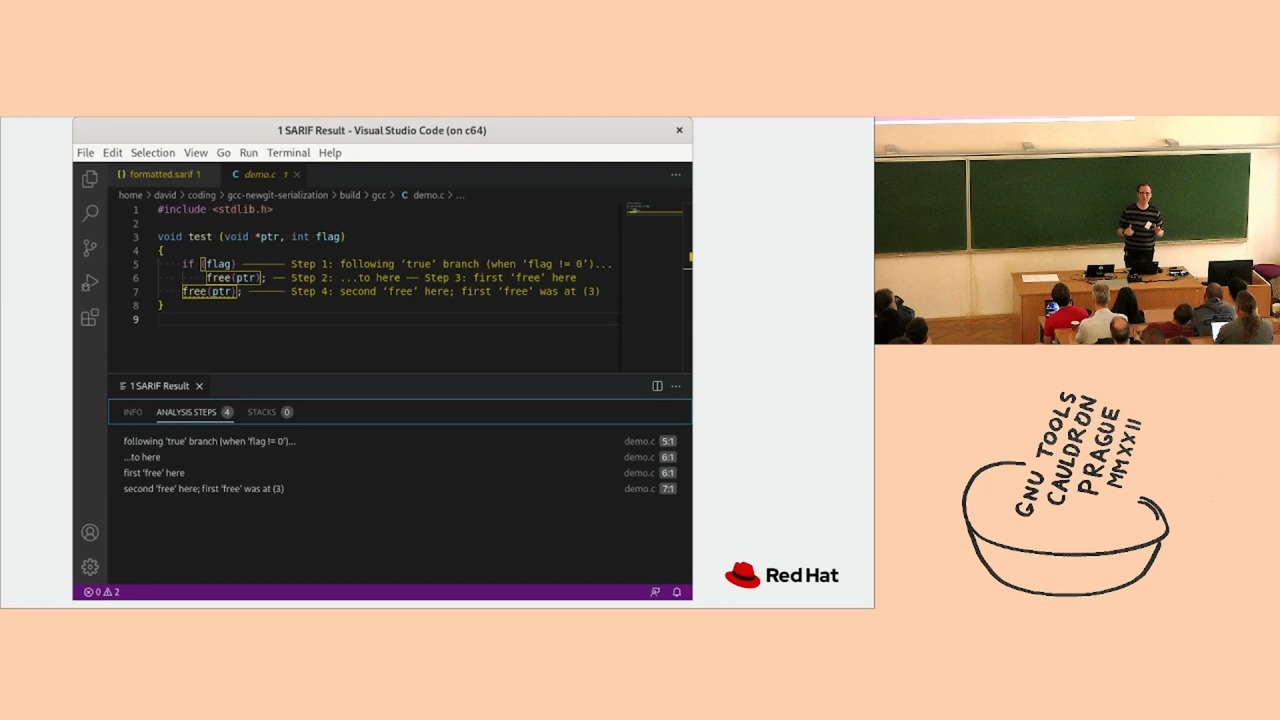 1 SARIF Result - Visual Studio Code (on c64)
File Edit Selection View Go Run Terminal Help
{} formatted.sarif 1
C demo.c 1
home > david > coding > gcc-newgit-serialization > build > gcc > C demo.c > ...
1 #include <stdlib.h>
2
3 void test (void *ptr, int flag)
4 {
5 if (flag) Step 1: following ‘true’ branch (when ‘flag != 0’)...
6 free(ptr); Step 2: ...to here — Step 3: first ‘free’ here
7 free(ptr); Step 4: second ‘free’ here; first ‘free’ was at (3)
8 }
9
1 SARIF Result
INFO ANALYSIS STEPS 4 STACKS 0
following ‘true’ branch (when ‘flag != 0’)... demo.c 5:1
...to here demo.c 6:1
first ‘free’ here demo.c 6:1
second ‘free’ here; first ‘free’ was at (3) demo.c 7:1
0 2
Red Hat
GNU TOOLS
CAULDRON
PRAGUE
MMXXII